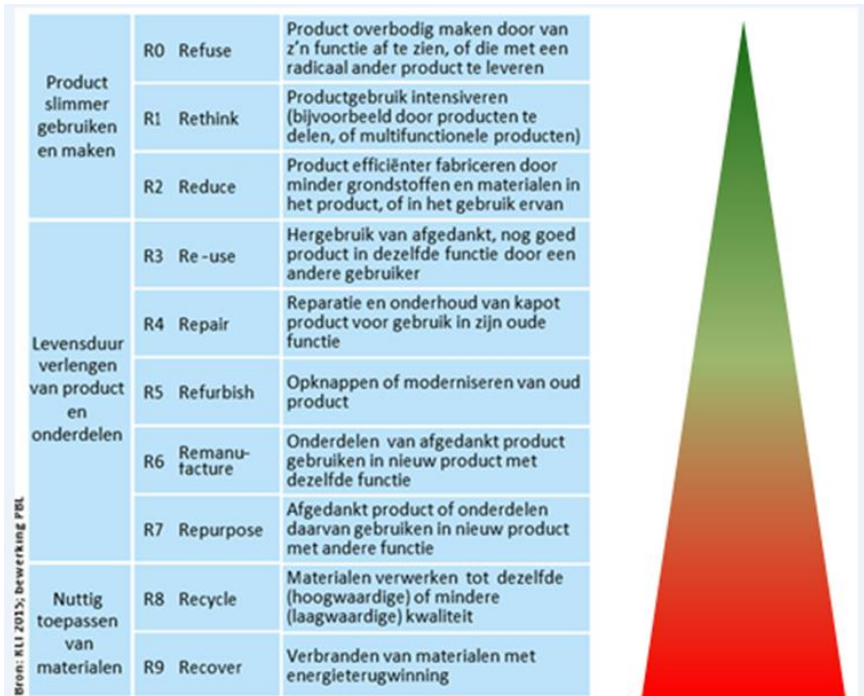 Product
slimmer
gebruiken
en maken
R0 Refuse
Product overbodig maken door van
z'n functie af te zien, of die met een
radicaal ander product te leveren
R1 Rethink
Productgebruik intensiveren
(bijvoorbeeld door producten te
delen, of multifunctionele producten)
R2 Reduce
Product efficiënter fabriceren door
minder grondstoffen en materialen in
het product, of in het gebruik ervan
Levensduur
verlengen
van product
en
onderdelen
R3 Re-use
Hergebruik van afgedankt, nog goed
product in dezelfde functie door een
andere gebruiker
R4 Repair
Reparatie en onderhoud van kapot
product voor gebruik in zijn oude
functie
R5 Refurbish
Opknappen of moderniseren van oud
product
R6 Remanu-
facture
Onderdelen van afgedankt product
gebruiken in nieuw product met
dezelfde functie
R7 Repurpose
Afgedankt product of onderdelen
daarvan gebruiken in nieuw product
met andere functie
Nuttig
toepassen
van
materialen
R8 Recycle
Materialen verwerken tot dezelfde
(hoogwaardige) of mindere
(laagwaardige) kwaliteit
R9 Recover
Verbranden van materialen met
energieterugwinning
Bron: KLI 2015; bewerking PBL